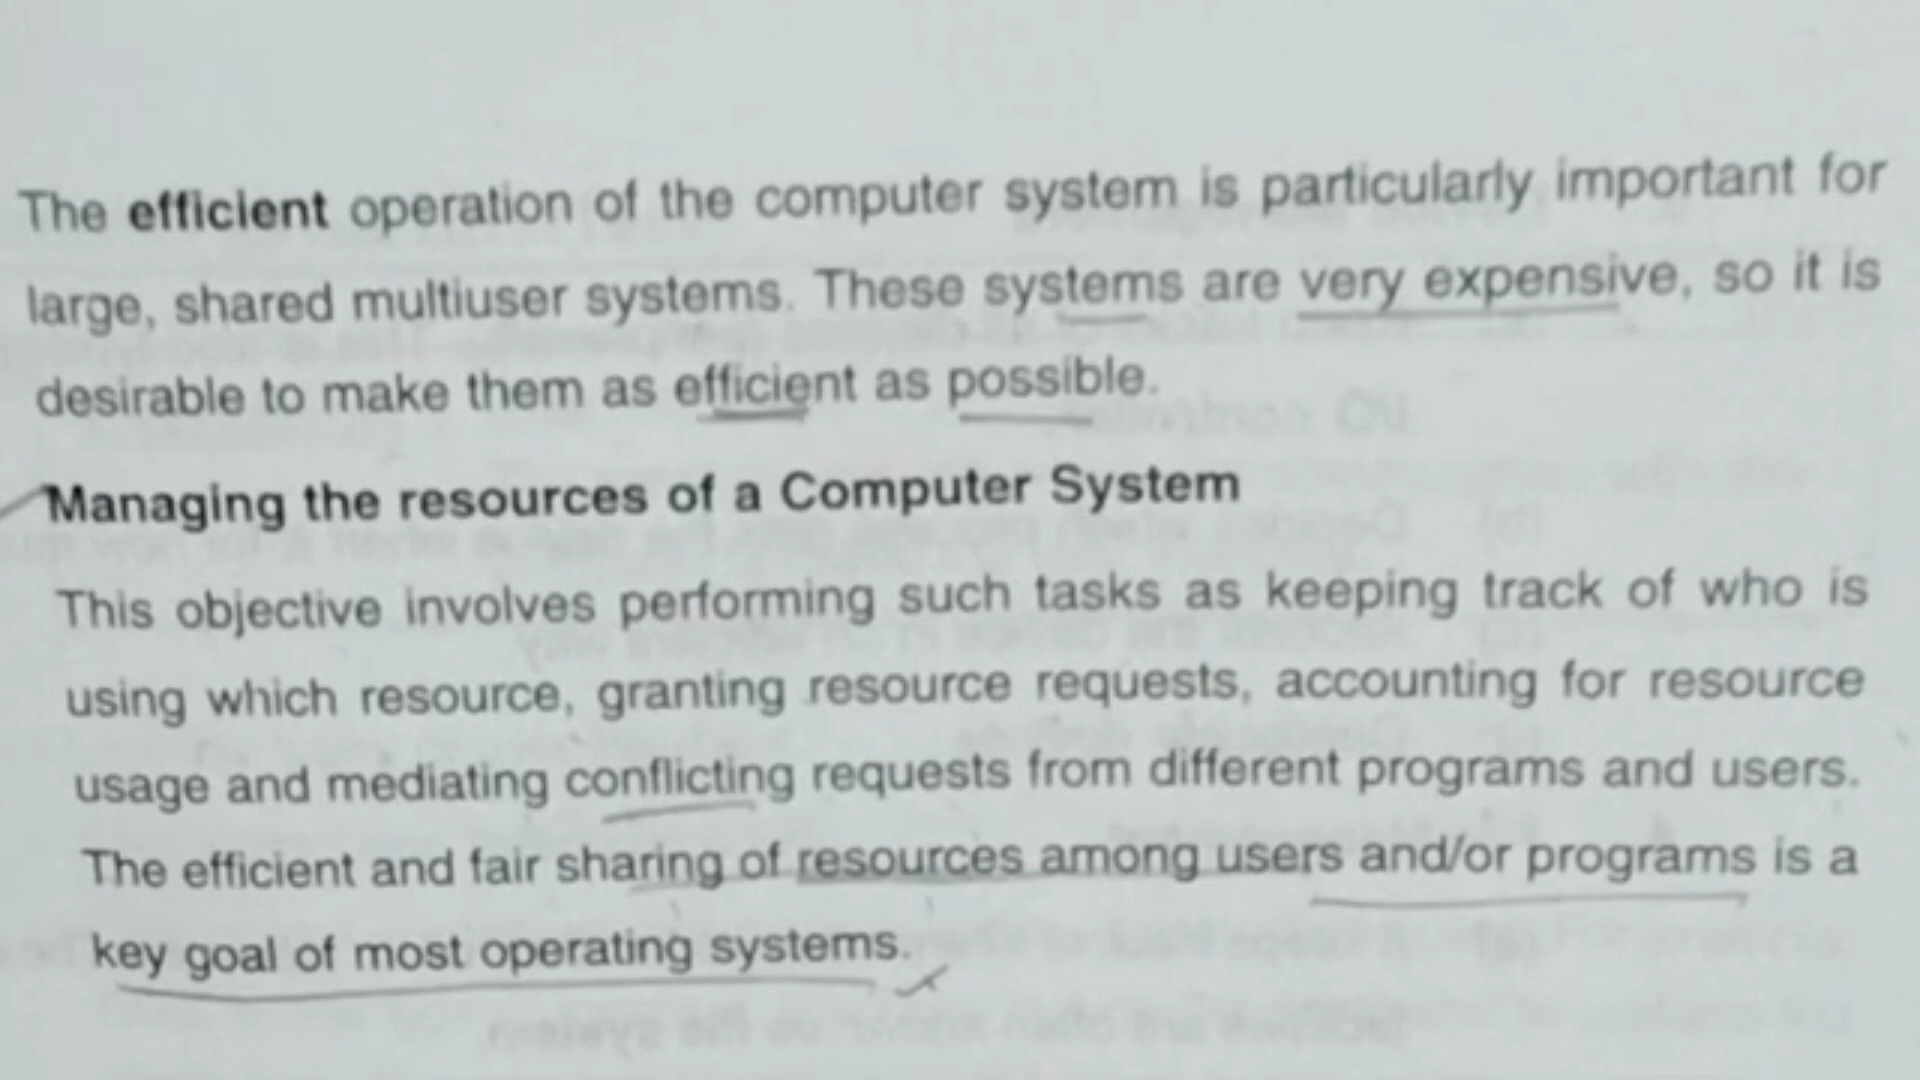 The efficient operation of the computer system is particularly important for
large, shared multiuser systems. These systems are very expensive, so it is
desirable to make them as efficient as possible.
Managing the resources of a Computer System
This objective involves performing such tasks as keeping track of who is
using which resource, granting resource requests, accounting for resource
usage and mediating conflicting requests from different programs and users.
The efficient and fair sharing of resources among users and/or programs is a
key goal of most operating systems.